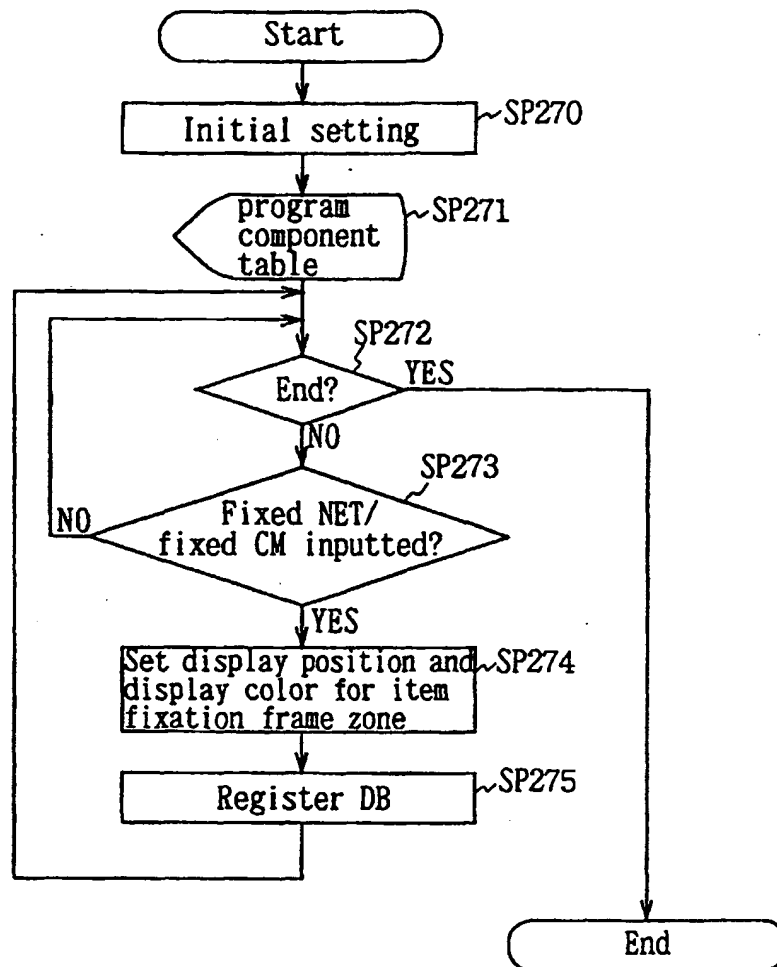 Start
Initial setting
SP270
program
component
table
SP271
SP272
End?
YES
NO
SP273
Fixed NET/
fixed CM inputted?
NO
YES
Set display position and
display color for item
fixation frame zone
SP274
Register DB
SP275
End